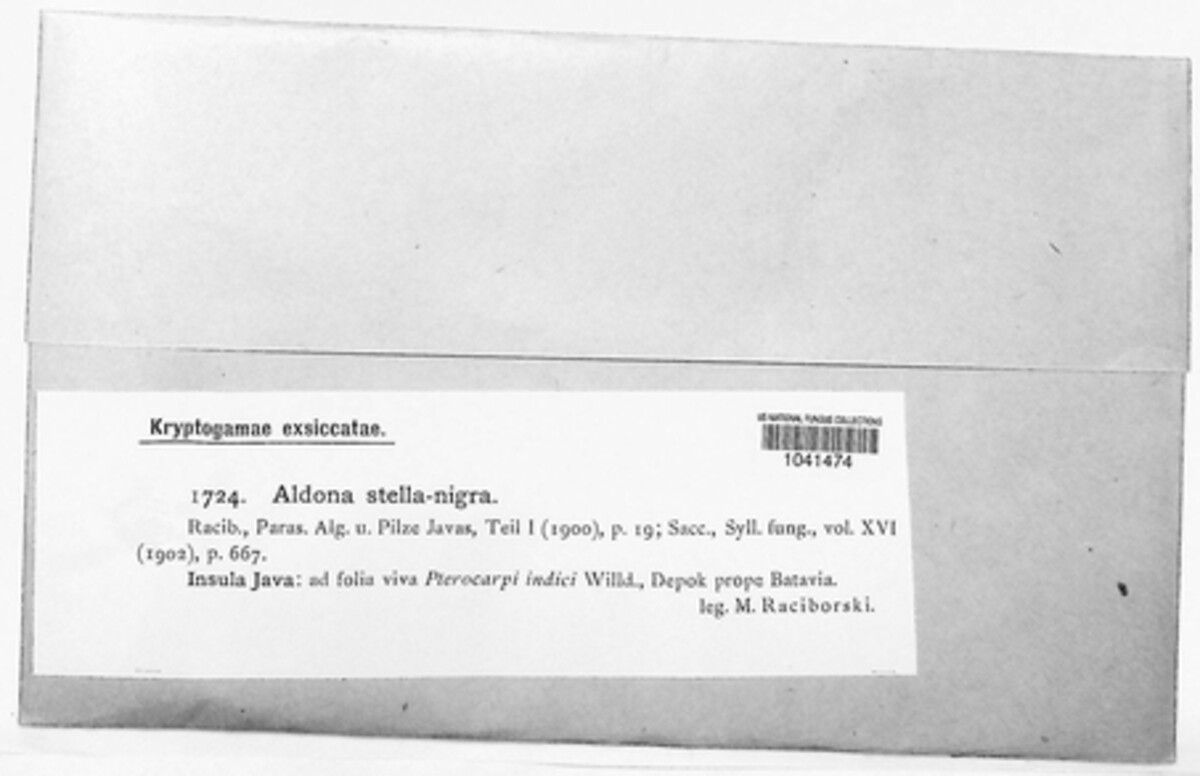 Kryptogamae exsiccatae.
US NATIONAL FUNGUS COLLECTIONS
1041474
1724. Aldona stella-nigra.
Racib., Paras. Alg. u. Pilze Javas, Teil I (1900), p. 19; Sacc., Syll. fung., vol. XVI
(1902), p. 667.
Insula Java: ad folia viva Pterocarpi indici Willd., Depok prope Batavia.
leg. M. Raciborski.